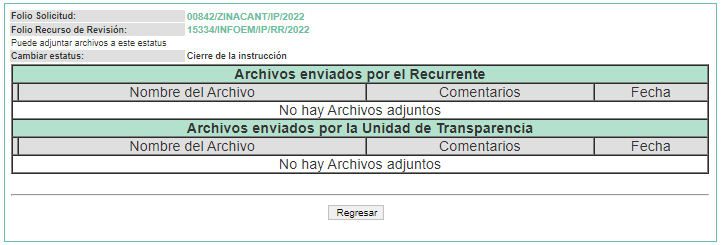 Folio Solicitud: 00842/ZINACANT/IP/2022
Folio Recurso de Revisión: 15334/INFOEM/IP/RR/2022
Puede adjuntar archivos a este estatus
Cambiar estatus: Cierre de la instrucción
Archivos enviados por el Recurrente
Nombre del Archivo Comentarios Fecha
No hay Archivos adjuntos
Archivos enviados por la Unidad de Transparencia
Nombre del Archivo Comentarios Fecha
No hay Archivos adjuntos
Regresar